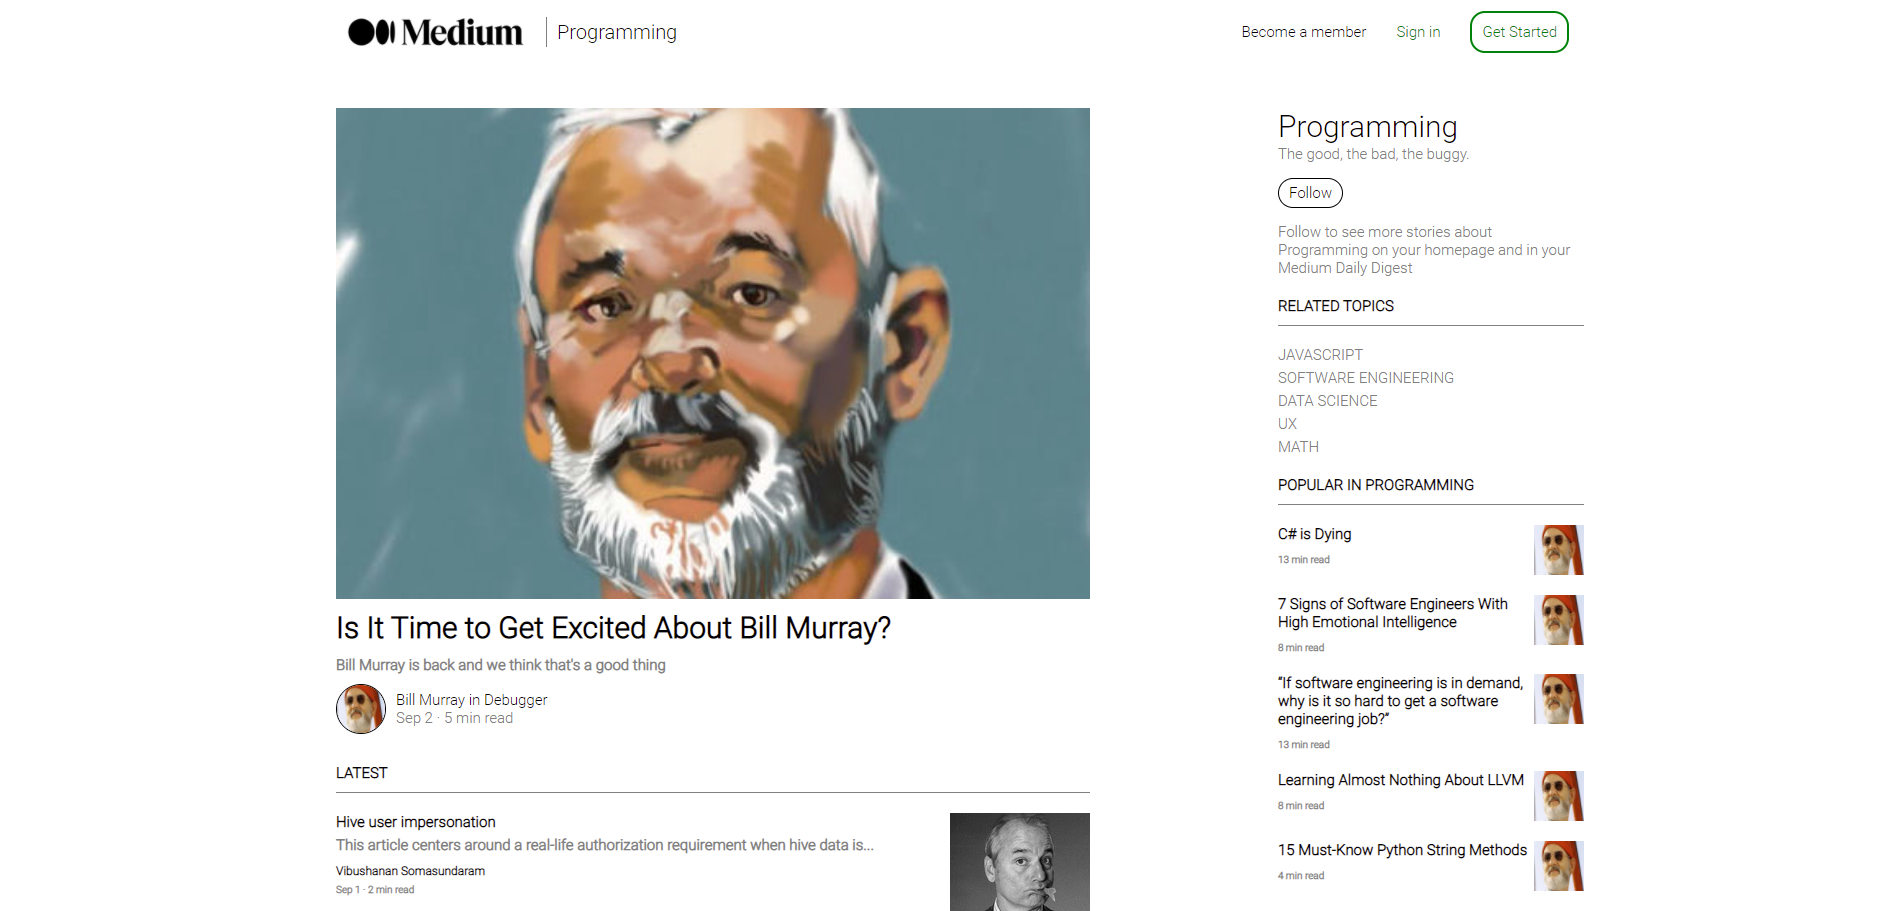 Medium
Programming
Become a member
Sign in
Get Started
Is It Time to Get Excited About Bill Murray?
Bill Murray is back and we think that's a good thing
Bill Murray in Debugger
Sep 2 · 5 min read
LATEST
Hive user impersonation
This article centers around a real-life authorization requirement when hive data is...
Vibushanan Somasundaram
Sep 1 · 2 min read
Programming
The good, the bad, the buggy.
Follow
Follow to see more stories about
Programming on your homepage and in your
Medium Daily Digest
RELATED TOPICS
JAVASCRIPT
SOFTWARE ENGINEERING
DATA SCIENCE
UX
MATH
POPULAR IN PROGRAMMING
C# is Dying
13 min read
7 Signs of Software Engineers With
High Emotional Intelligence
8 min read
“If software engineering is in demand,
why is it so hard to get a software
engineering job?”
13 min read
Learning Almost Nothing About LLVM
8 min read
15 Must-Know Python String Methods
4 min read